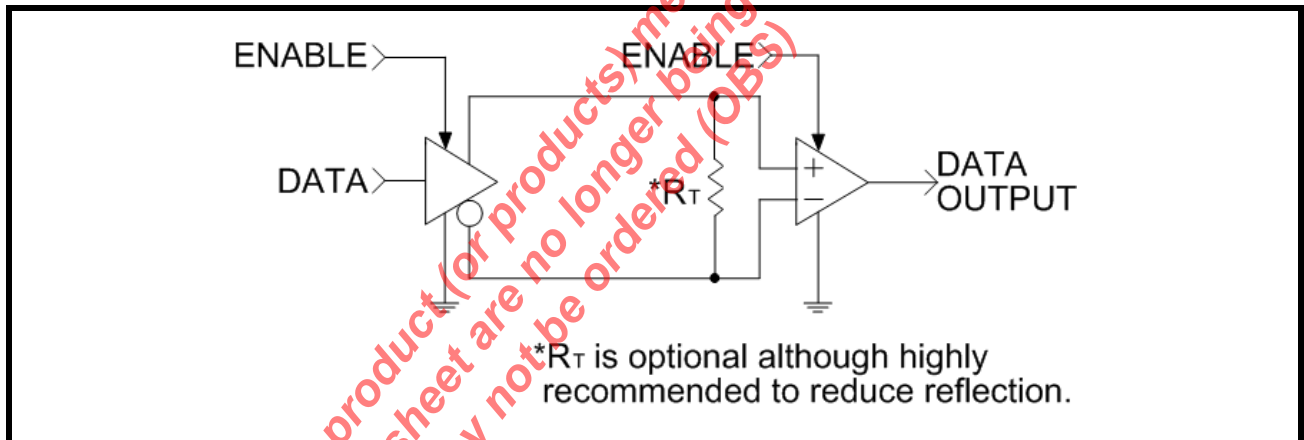 ENABLE
ENABLE
DATA
*RT
+
−
DATA
OUTPUT
*RT is optional although highly
recommended to reduce reflection.
product (or products) me
sheet are no longer being
y not be ordered (OBS)